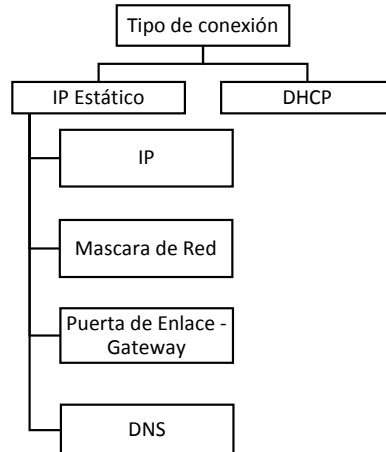 Tipo de conexión
IP Estático
DHCP
IP
Mascara de Red
Puerta de Enlace -
Gateway
DNS